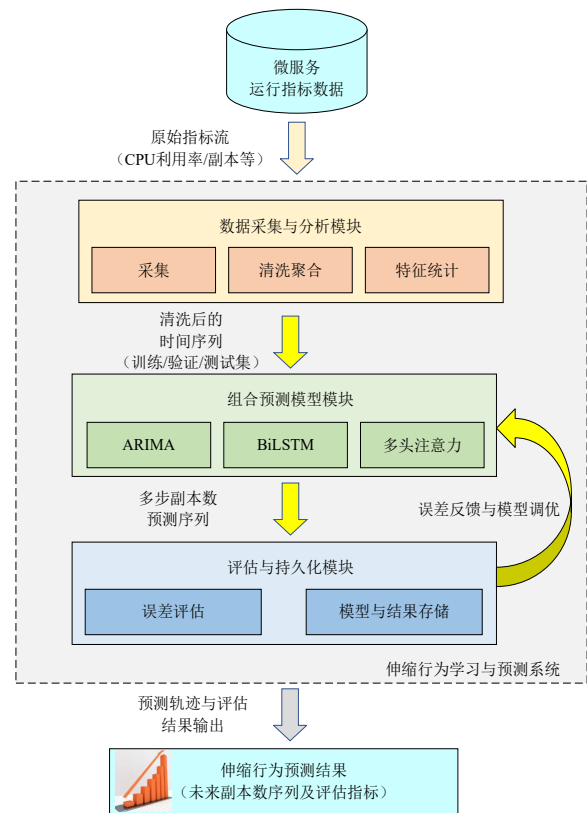 微服务
运行指标数据
原始指标流
（CPU利用率/副本等）
数据采集与分析模块
采集
清洗聚合
特征统计
清洗后的
时间序列
（训练/验证/测试集）
组合预测模型模块
ARIMA
BiLSTM
多头注意力
多步副本数
预测序列
误差反馈与模型调优
评估与持久化模块
误差评估
模型与结果存储
伸缩行为学习与预测系统
预测轨迹与评估
结果输出
伸缩行为预测结果
（未来副本数序列及评估指标）